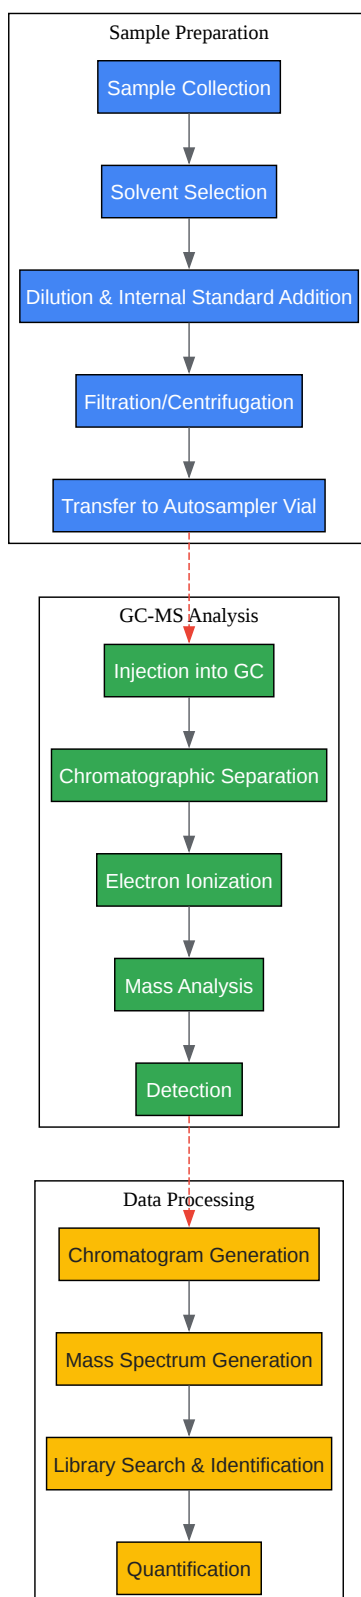 Sample Preparation
Sample Collection
Solvent Selection
Dilution & Internal Standard Addition
Filtration/Centrifugation
Transfer to Autosampler Vial
GC-MS Analysis
Injection into GC
Chromatographic Separation
Electron Ionization
Mass Analysis
Detection
Data Processing
Chromatogram Generation
Mass Spectrum Generation
Library Search & Identification
Quantification